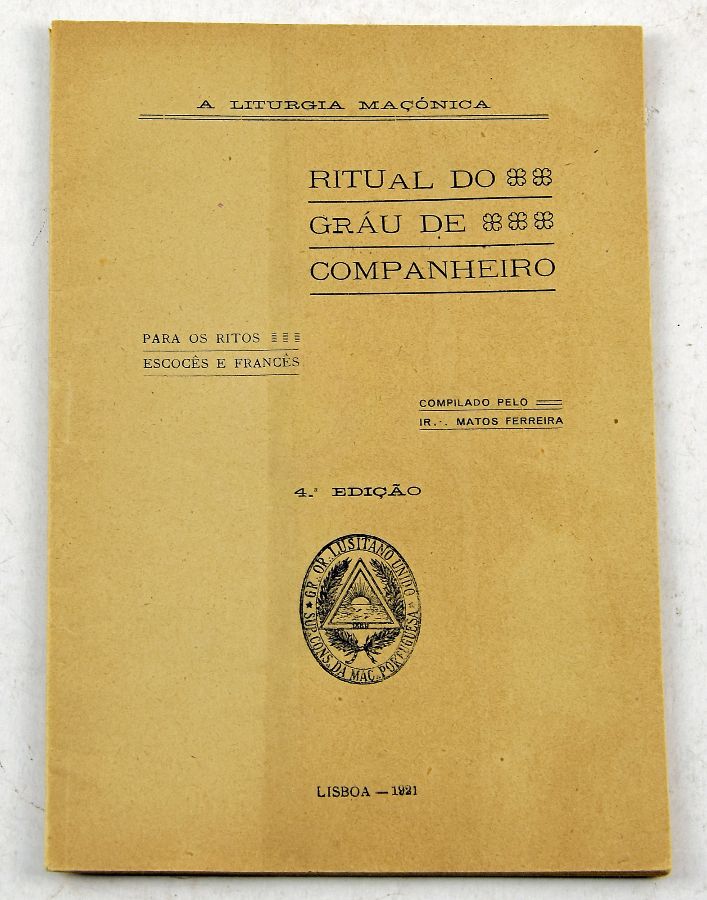 A LITURGIA MAÇÓNICA
RITUAL DO
GRÁU DE
COMPANHEIRO
PARA OS RITOS
ESCOCÊS E FRANCÊS
COMPILADO PELO
IR.·. MATOS FERREIRA
4.ª EDIÇÃO
GR. OR. LUSITANO UNIDO
SUP. CONS. DA MAÇ. PORTUGUESA
LISBOA — 1921